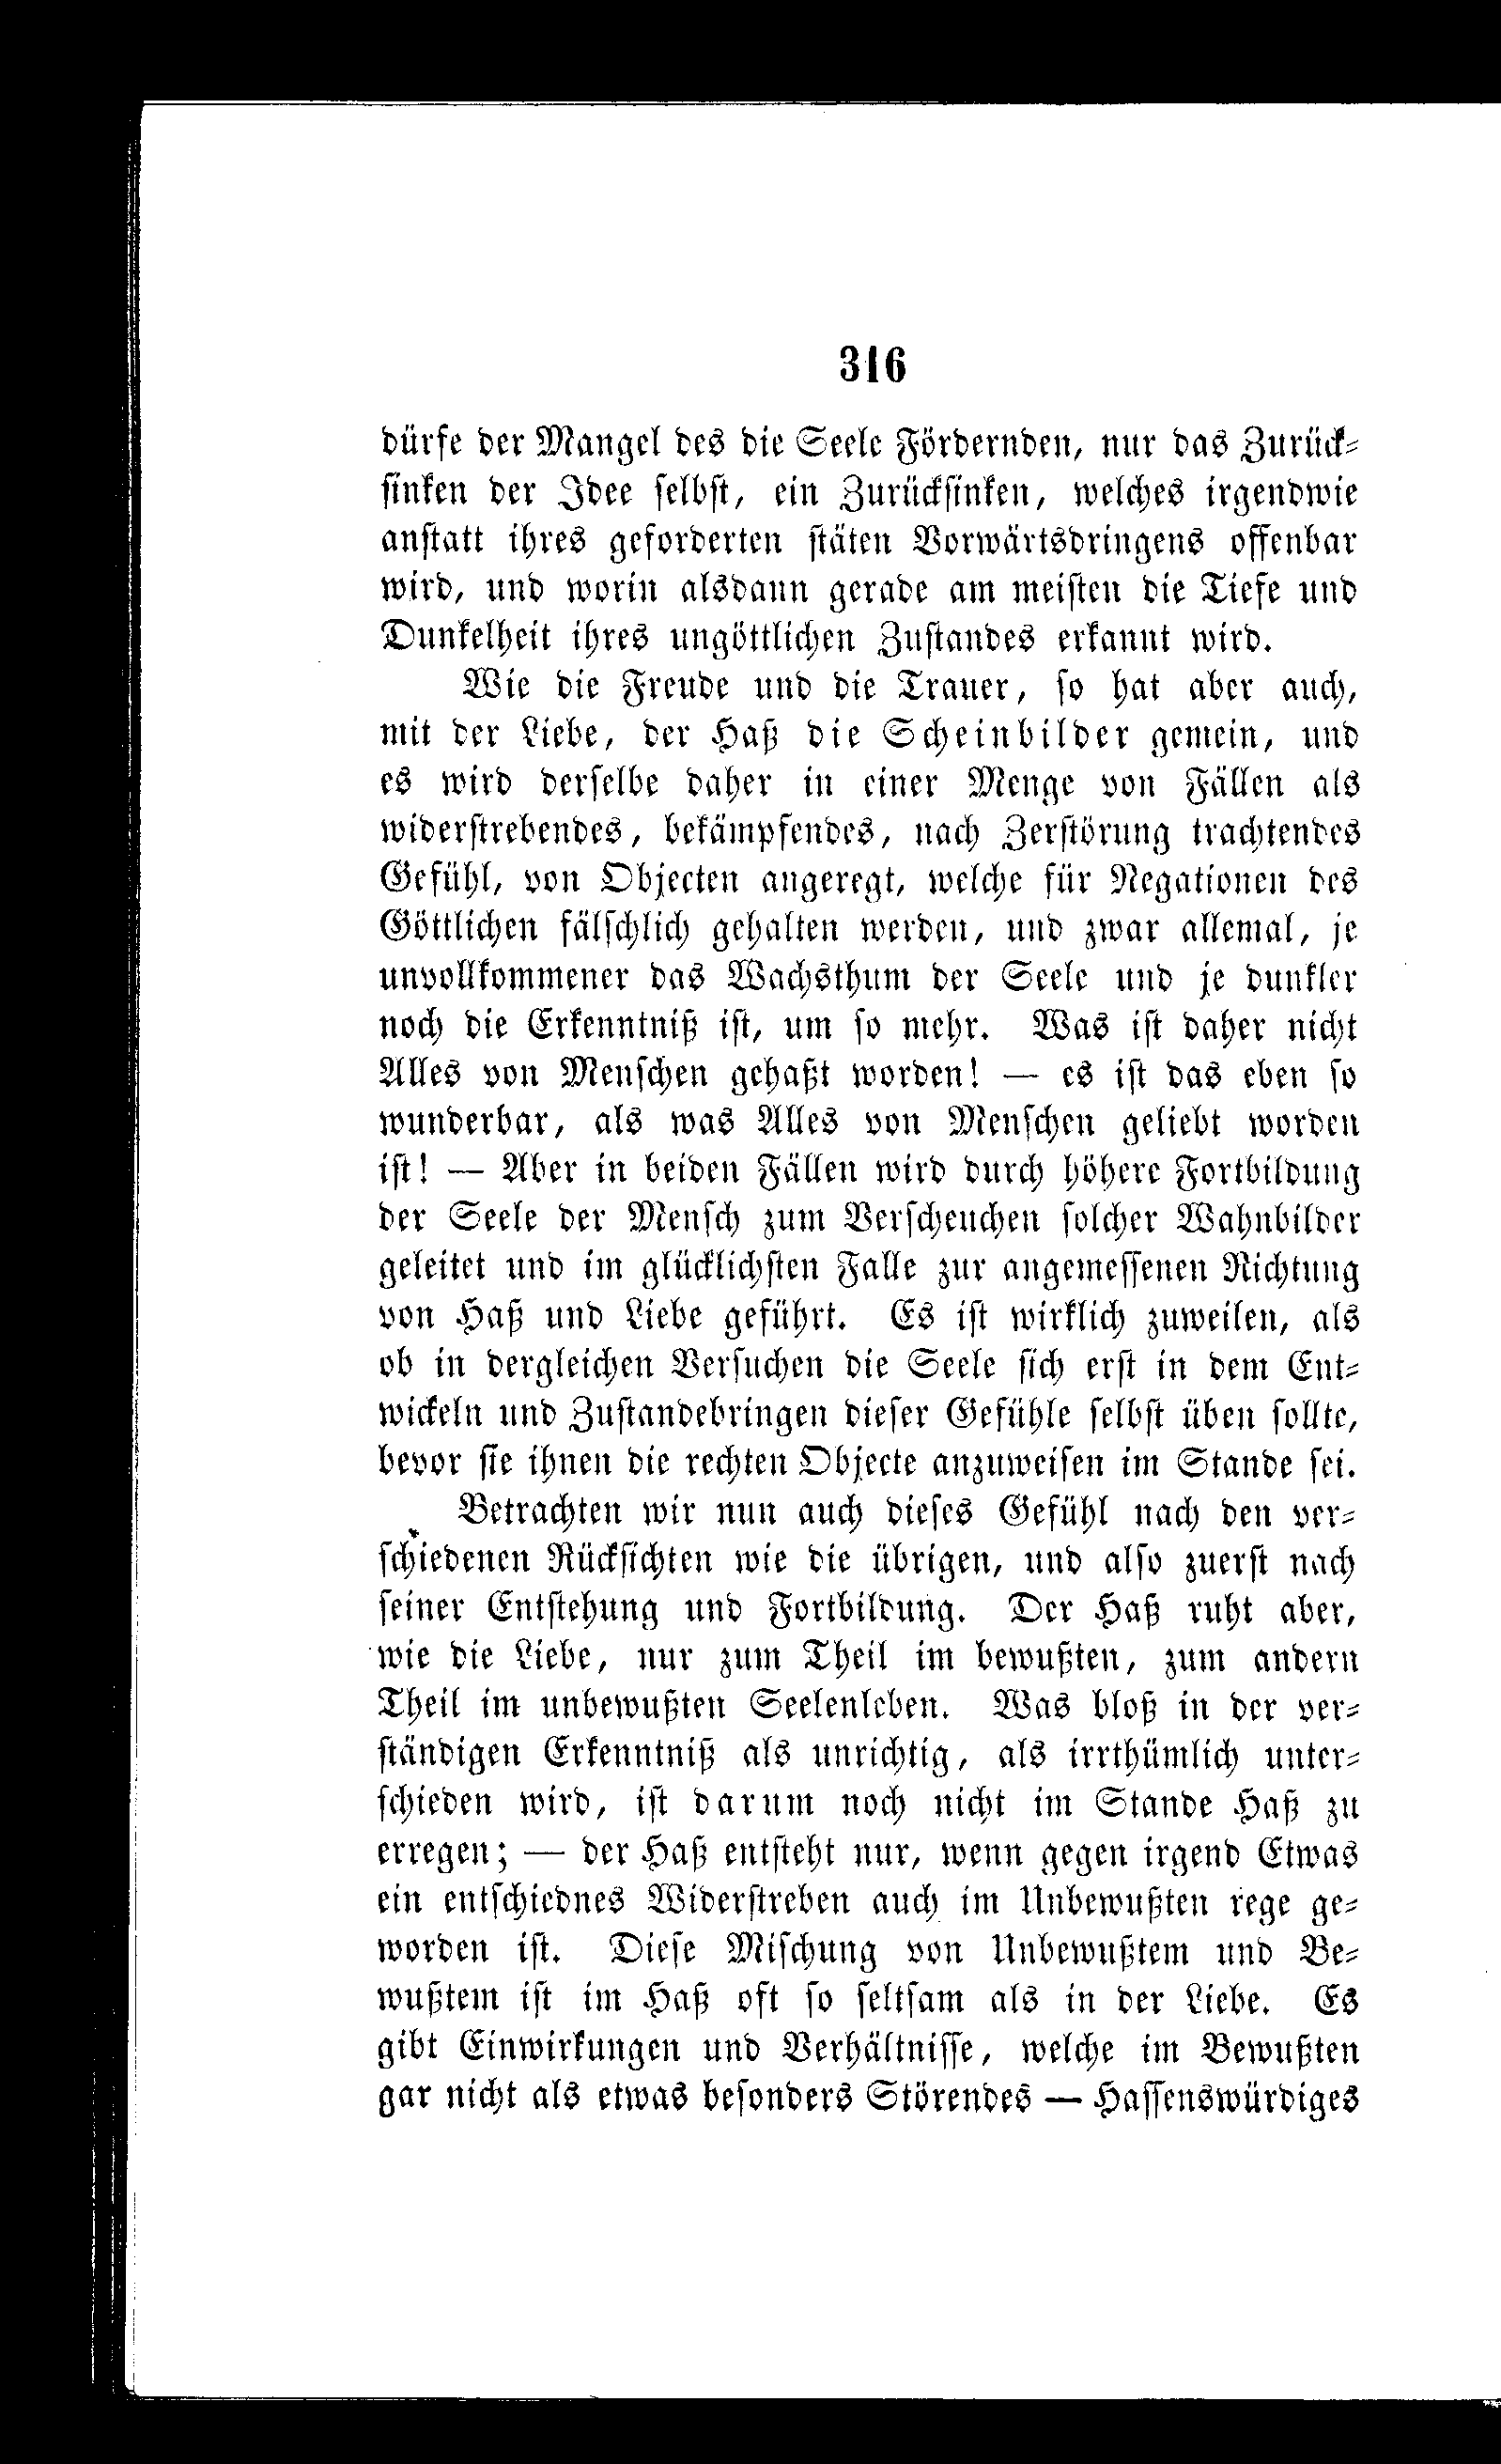 316
dürfe der Mangel des die Seele Fördernden, nur das Zurück-
sinken der Idee selbst, ein Zurücksinken, welches irgendwie
anstatt ihres geforderten stäten Vorwärtsdringens offenbar
wird, und worin alsdann gerade am meisten die Tiefe und
Dunkelheit ihres ungöttlichen Zustandes erkannt wird.
Wie die Freude und die Trauer, so hat aber auch,
mit der Liebe, der Haß die Scheinbilder gemein, und
es wird derselbe daher in einer Menge von Fällen als
widerstrebendes, bekämpfendes, nach Zerstörung trachtendes
Gefühl, von Objecten angeregt, welche für Negationen des
Göttlichen fälschlich gehalten werden, und zwar allemal, je
unvollkommener das Wachsthum der Seele und je dunkler
noch die Erkenntniß ist, um so mehr. Was ist daher nicht
Alles von Menschen gehaßt worden! — es ist das eben so
wunderbar, als was Alles von Menschen geliebt worden
ist! — Aber in beiden Fällen wird durch höhere Fortbildung
der Seele der Mensch zum Verscheuchen solcher Wahnbilder
geleitet und im glücklichsten Falle zur angemessenen Richtung
von Haß und Liebe geführt. Es ist wirklich zuweilen, als
ob in dergleichen Versuchen die Seele sich erst in dem Ent-
wickeln und Zustandebringen dieser Gefühle selbst üben sollte,
bevor sie ihnen die rechten Objecte anzuweisen im Stande sei.
Betrachten wir nun auch dieses Gefühl nach den ver-
schiedenen Rücksichten wie die übrigen, und also zuerst nach
seiner Entstehung und Fortbildung. Der Haß ruht aber,
wie die Liebe, nur zum Theil im bewußten, zum andern
Theil im unbewußten Seelenleben. Was bloß in der ver-
ständigen Erkenntniß als unrichtig, als irrthümlich unter-
schieden wird, ist darum noch nicht im Stande Haß zu
erregen; — der Haß entsteht nur, wenn gegen irgend Etwas
ein entschiednes Widerstreben auch im Unbewußten rege ge-
worden ist. Diese Mischung von Unbewußtem und Be-
wußtem ist im Haß oft so seltsam als in der Liebe. Es
gibt Einwirkungen und Verhältnisse, welche im Bewußten
gar nicht als etwas besonders Störendes — Hassenswürdiges